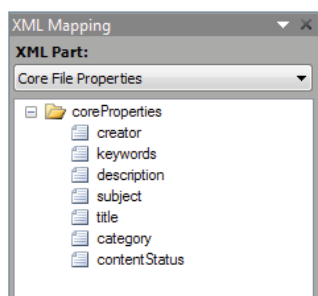 XML Mapping
XML Part:
Core File Properties
coreProperties
creator
keywords
description
subject
title
category
contentStatus